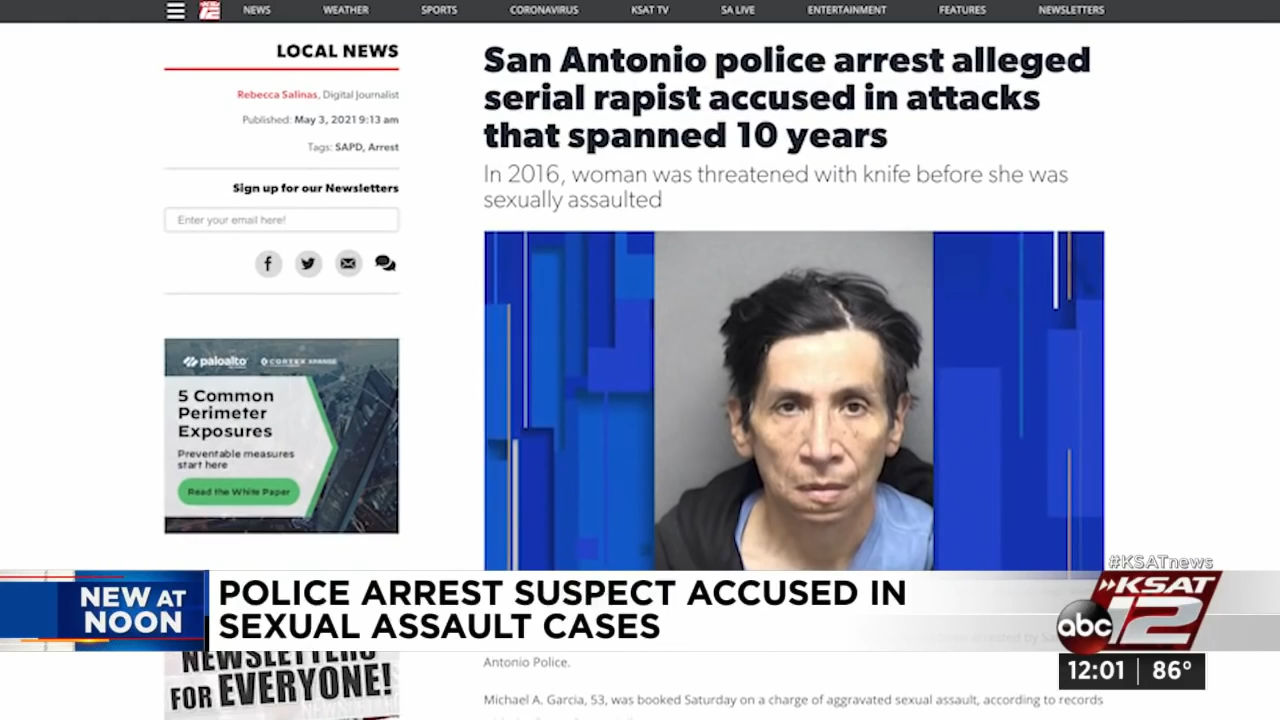 KSAT 12
NEWS
WEATHER
SPORTS
CORONAVIRUS
KSAT TV
SA LIVE
ENTERTAINMENT
FEATURES
NEWSLETTERS
LOCAL NEWS
Rebecca Salinas, Digital Journalist
Published: May 3, 2021 9:13 am
Tags: SAPD, Arrest
Sign up for our Newsletters
Enter your email here!
paloalto
CORTEX XPANSE
5 Common
Perimeter
Exposures
Preventable measures
start here
Read the White Paper
NEWSLETTERS
FOR EVERYONE!
San Antonio police arrest alleged
serial rapist accused in attacks
that spanned 10 years
In 2016, woman was threatened with knife before she was
sexually assaulted
Antonio Police.
Michael A. Garcia, 53, was booked Saturday on a charge of aggravated sexual assault, according to records
NEW AT
NOON
POLICE ARREST SUSPECT ACCUSED IN
SEXUAL ASSAULT CASES
#KSATnews
KSAT
abc 12
12:01 86°